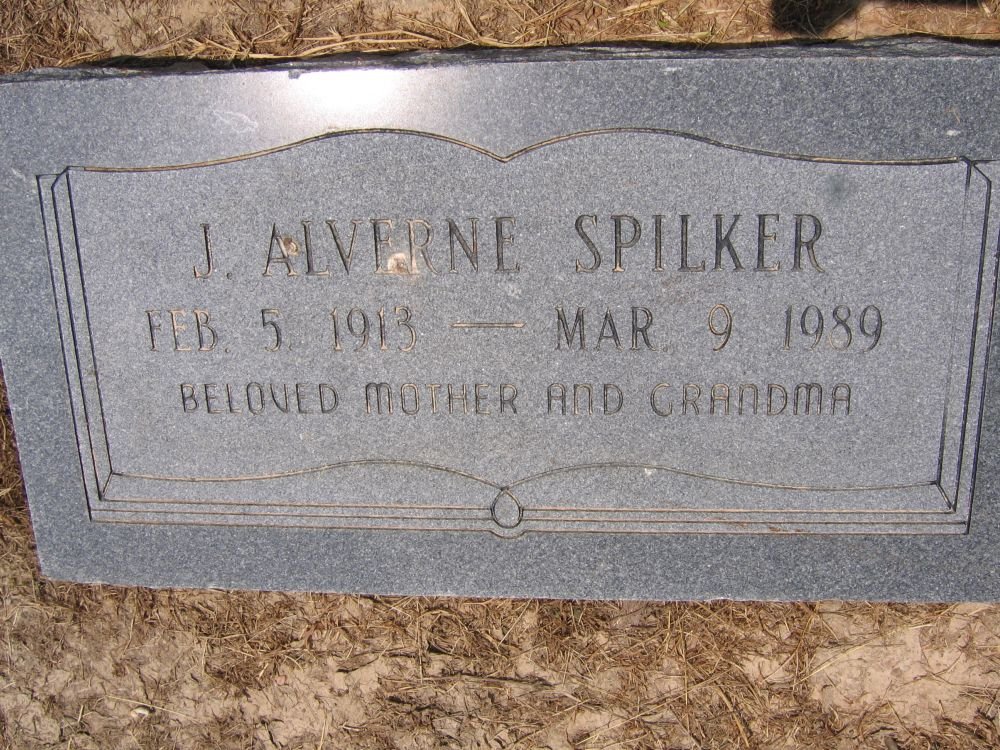 J. ALVERNE SPILKER
FEB. 5 1913 — MAR. 9 1989
BELOVED MOTHER AND GRANDMA